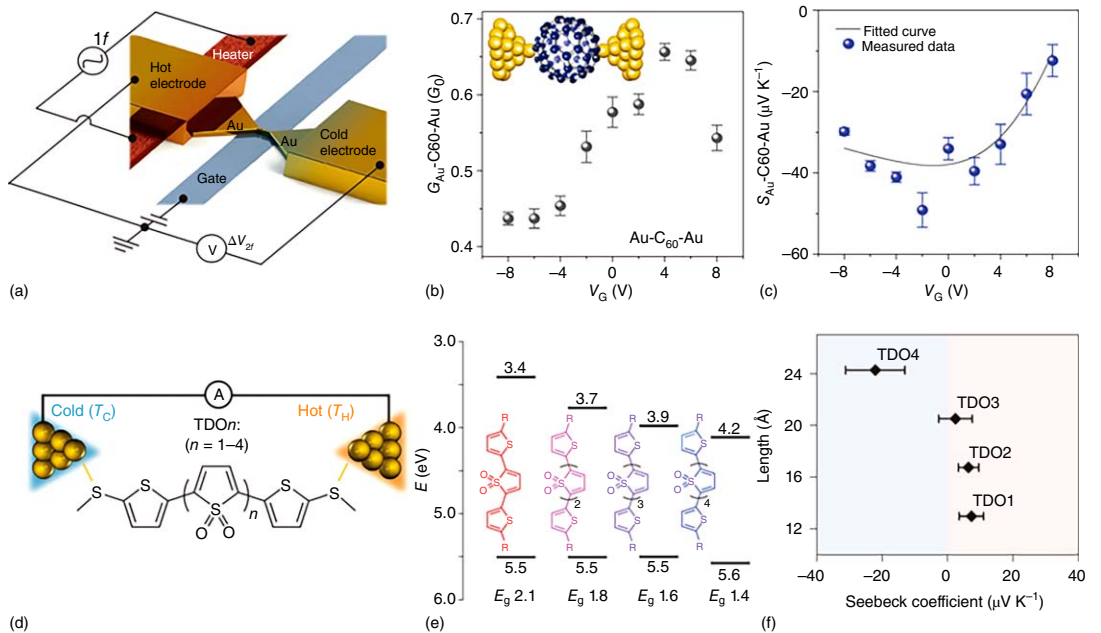 1f
Heater
Hot
electrode
Au
Au
Cold
electrode
Gate
V
ΔV2f
(a)
G Au-C60-Au (G0)
0.7
0.6
0.5
0.4
Au-C60-Au
−8 −4 0 4 8
VG (V)
(b)
S Au-C60-Au (μV K−1)
0
−20
−40
−60
Fitted curve
Measured data
−8 −4 0 4 8
VG (V)
(c)
A
Cold (TC)
Hot (TH)
TDOn:
(n = 1–4)
S
S
S
S
S
O O
n
(d)
E (eV)
3.0
4.0
5.0
6.0
3.4
3.7
3.9
4.2
R R R R
S S S S
O O O O
S S S S
O O O O
2 3 4
S S S S
R R R R
5.5 5.5 5.5 5.6
Eg 2.1 Eg 1.8 Eg 1.6 Eg 1.4
(e)
Length (Å)
24
20
16
12
TDO4
TDO3
TDO2
TDO1
−40 −20 0 20 40
Seebeck coefficient (μV K−1)
(f)